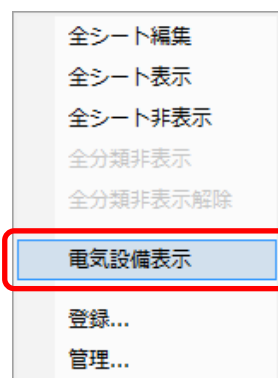 全シート編集
全シート表示
全シート非表示
全分類非表示
全分類非表示解除
電気設備表示
登録...
管理...